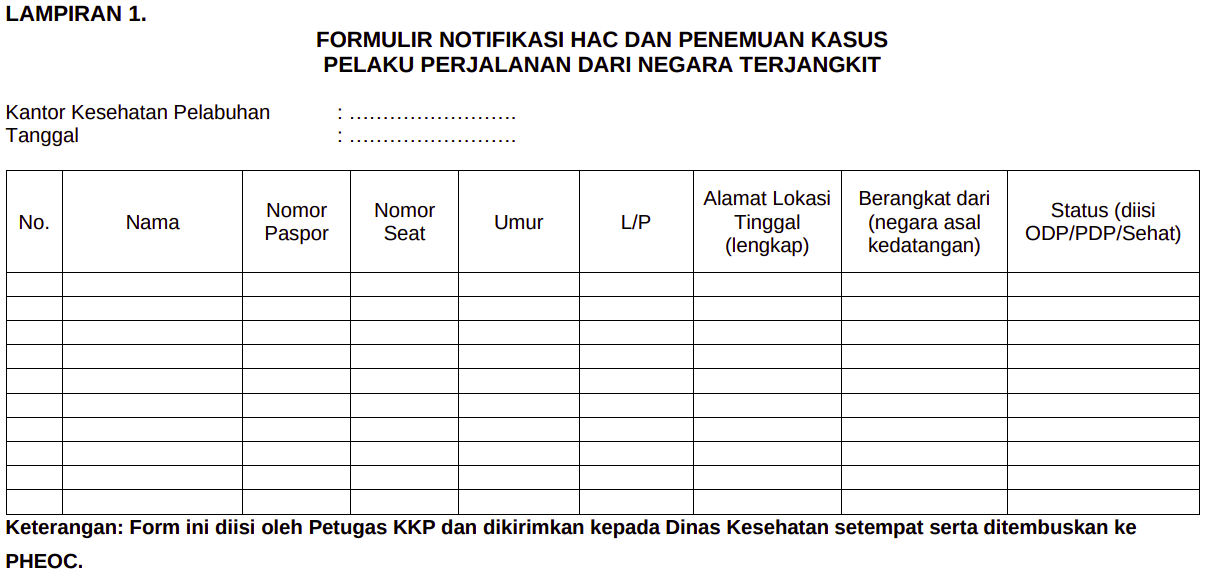 LAMPIRAN 1.
FORMULIR NOTIFIKASI HAC DAN PENEMUAN KASUS
PELAKU PERJALANAN DARI NEGARA TERJANGKIT
Kantor Kesehatan Pelabuhan : …………………….
Tanggal : …………………….
No. Nama Nomor Paspor Nomor Seat Umur L/P Alamat Lokasi Tinggal (lengkap) Berangkat dari (negara asal kedatangan) Status (diisi ODP/PDP/Sehat)
Keterangan: Form ini diisi oleh Petugas KKP dan dikirimkan kepada Dinas Kesehatan setempat serta ditembuskan ke
PHEOC.